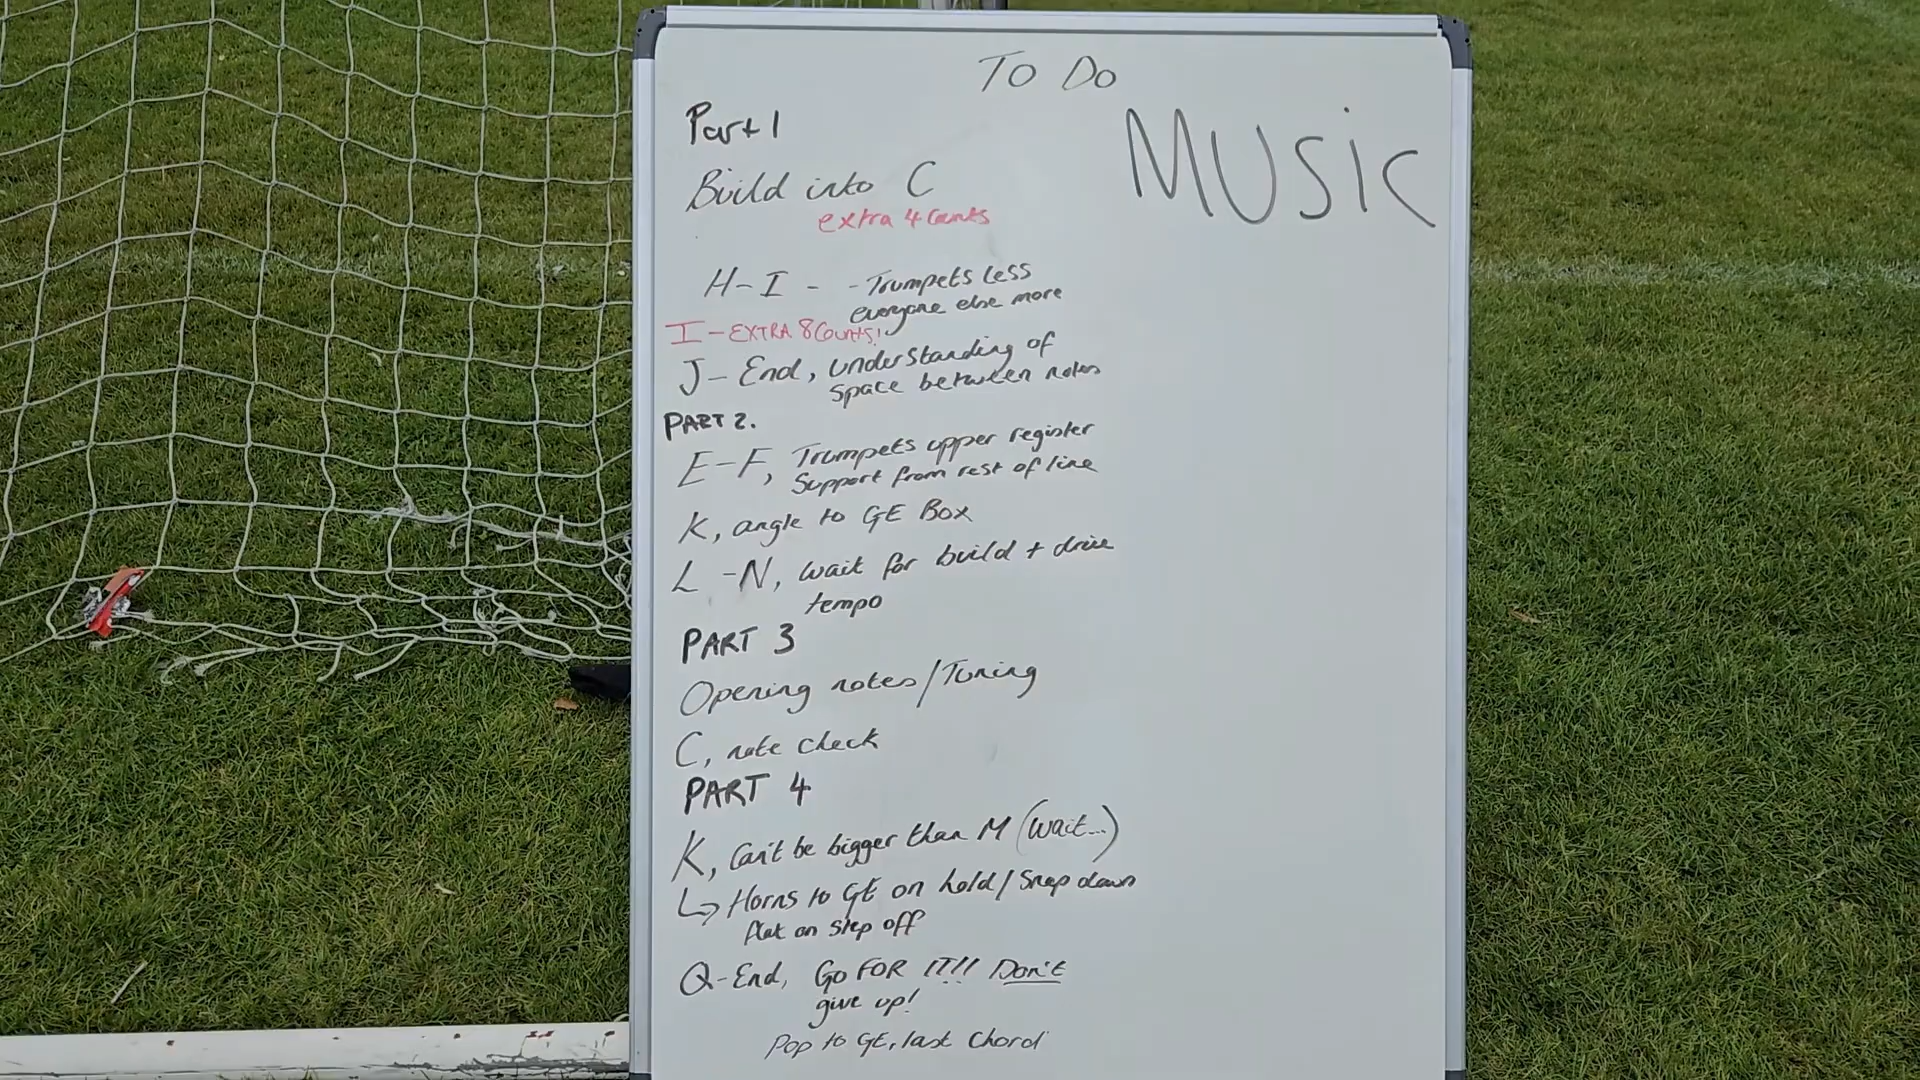 To Do
MUSiC
Part 1
Build into C
extra 4 Counts
H-I - - Trumpets Less
everyone else more
I - EXTRA 8 Counts!
J- End, understanding of
space between notes
PART 2.
E-F, Trumpets upper register
Support from rest of line
K, angle to GE Box
L -N, wait for build + drive
tempo
PART 3
Opening notes/Tuning
C, note check
PART 4
K, Can't be bigger than M (Wait...)
L> Horns to GE on hold/Snap down
flat on step off
Q-End, Go FOR IT!! Don't
give up!
Pop to GE, last Chord